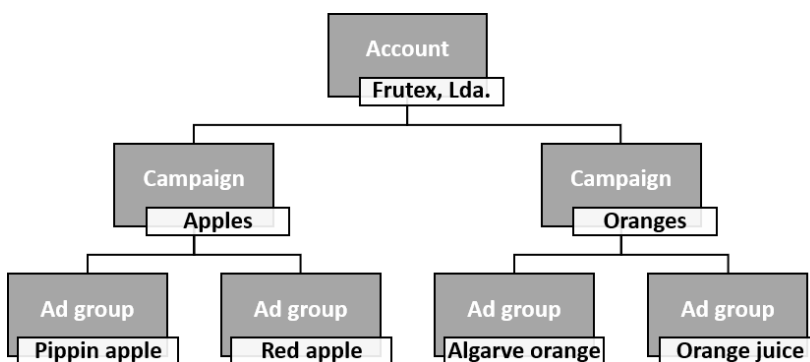 Account
Frutex, Lda.
Campaign
Apples
Campaign
Oranges
Ad group
Pippin apple
Ad group
Red apple
Ad group
Algarve orange
Ad group
Orange juice